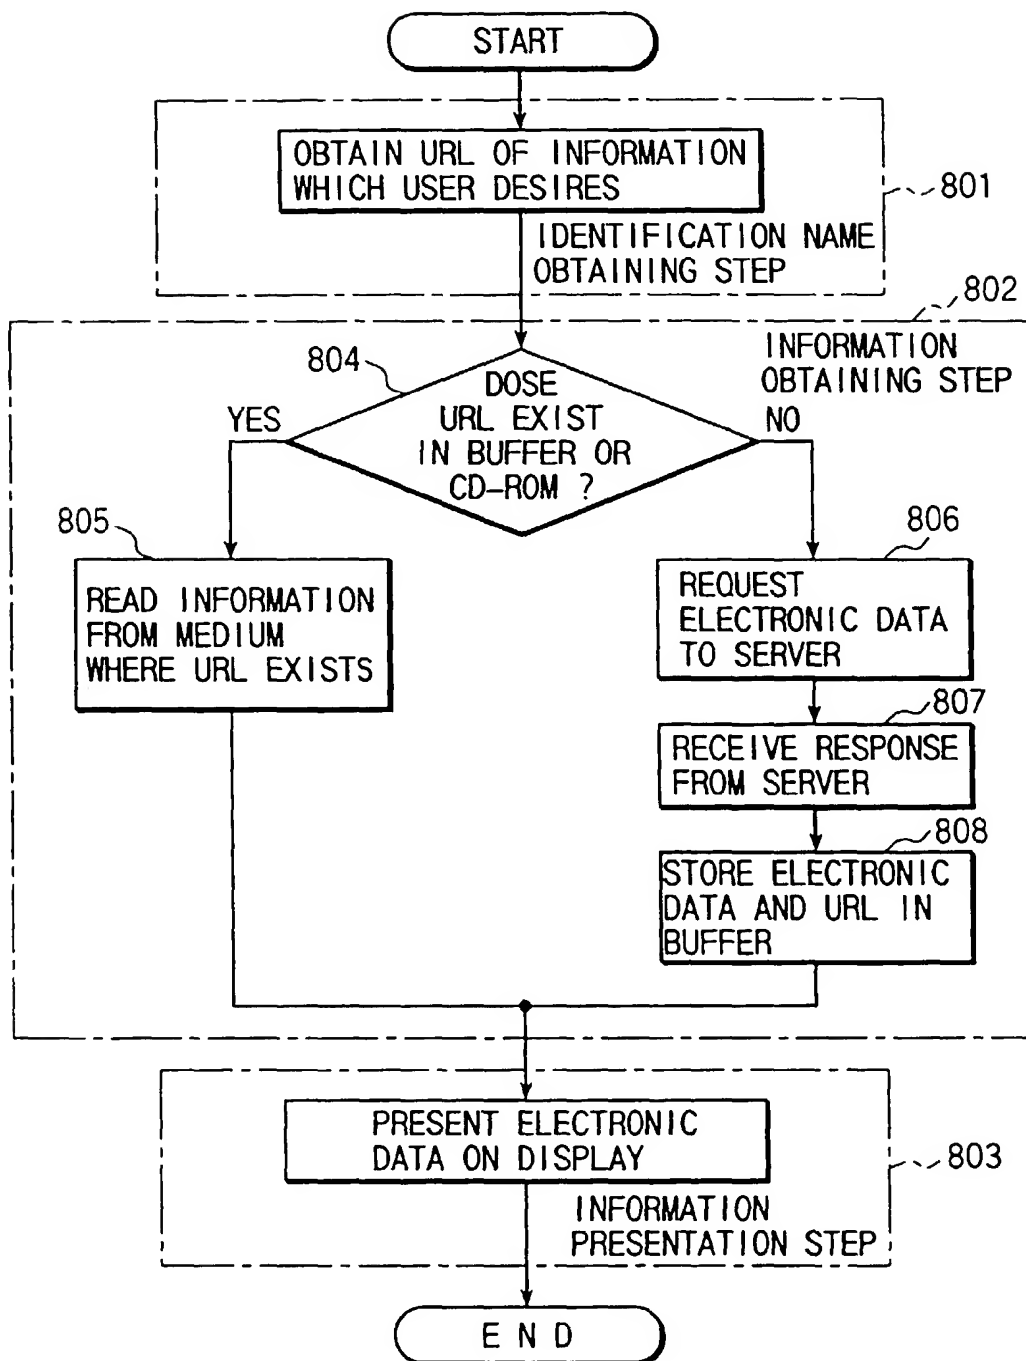 START
OBTAIN URL OF INFORMATION
WHICH USER DESIRES
801
IDENTIFICATION NAME
OBTAINING STEP
802
INFORMATION
OBTAINING STEP
804
DOSE
URL EXIST
IN BUFFER OR
CD-ROM ?
YES
NO
805
READ INFORMATION
FROM MEDIUM
WHERE URL EXISTS
806
REQUEST
ELECTRONIC DATA
TO SERVER
807
RECEIVE RESPONSE
FROM SERVER
808
STORE ELECTRONIC
DATA AND URL IN
BUFFER
PRESENT ELECTRONIC
DATA ON DISPLAY
803
INFORMATION
PRESENTATION STEP
END